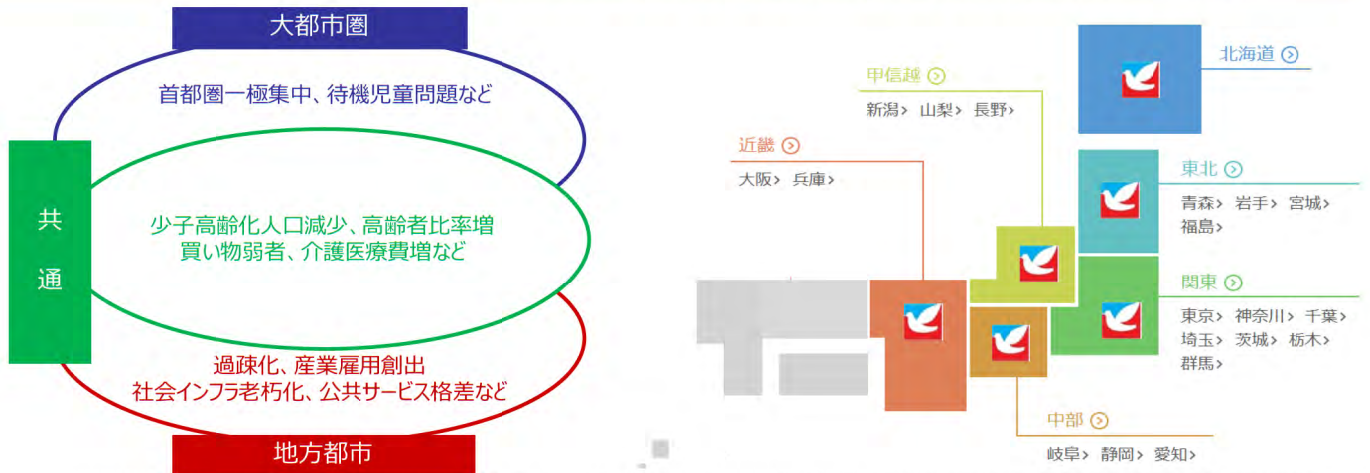 大都市圏
首都圏一極集中、待機児童問題など
共
通
少子高齢化人口減少、高齢者比率増
買い物弱者、介護医療費増など
過疎化、産業雇用創出
社会インフラ老朽化、公共サービス格差など
地方都市
北海道
甲信越
新潟› 山梨› 長野›
近畿
大阪› 兵庫›
東北
青森› 岩手› 宮城›
福島›
関東
東京› 神奈川› 千葉›
埼玉› 茨城› 栃木›
群馬›
中部
岐阜› 静岡› 愛知›